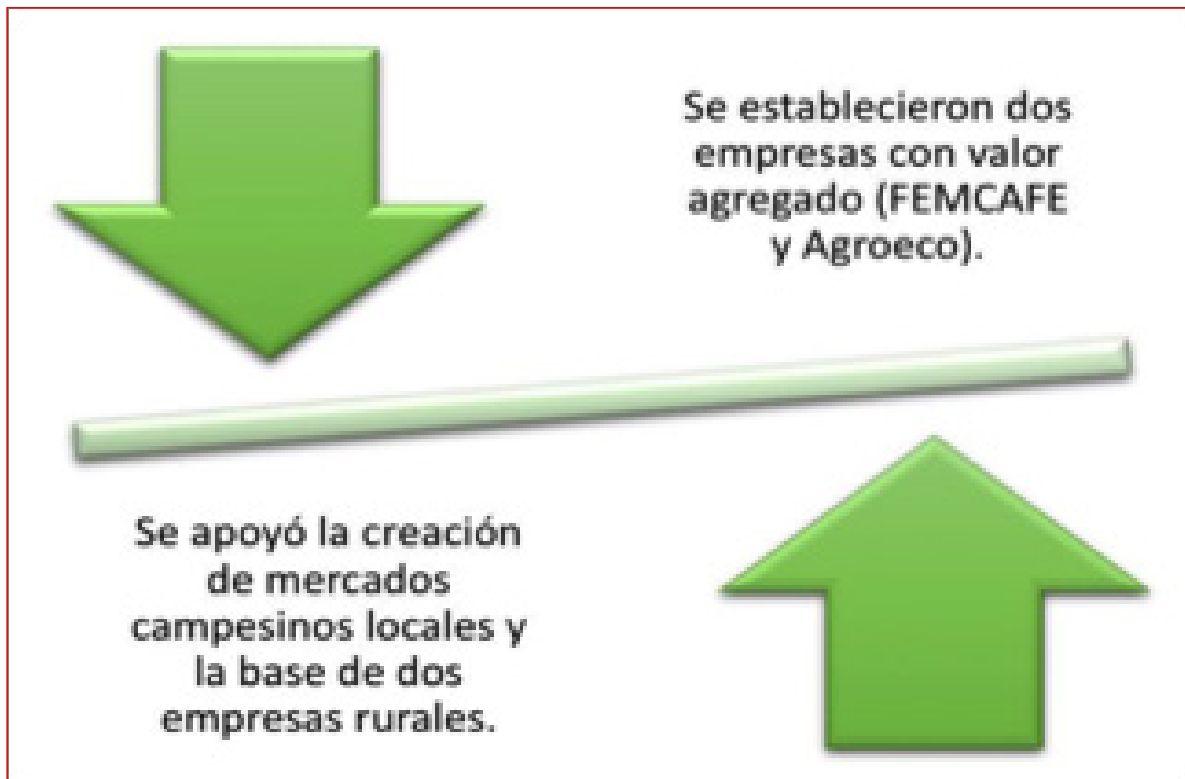 Se establecieron dos
empresas con valor
agregado (FEMCAFE
y Agroeco).
Se apoyó la creación
de mercados
campesinos locales y
la base de dos
empresas rurales.